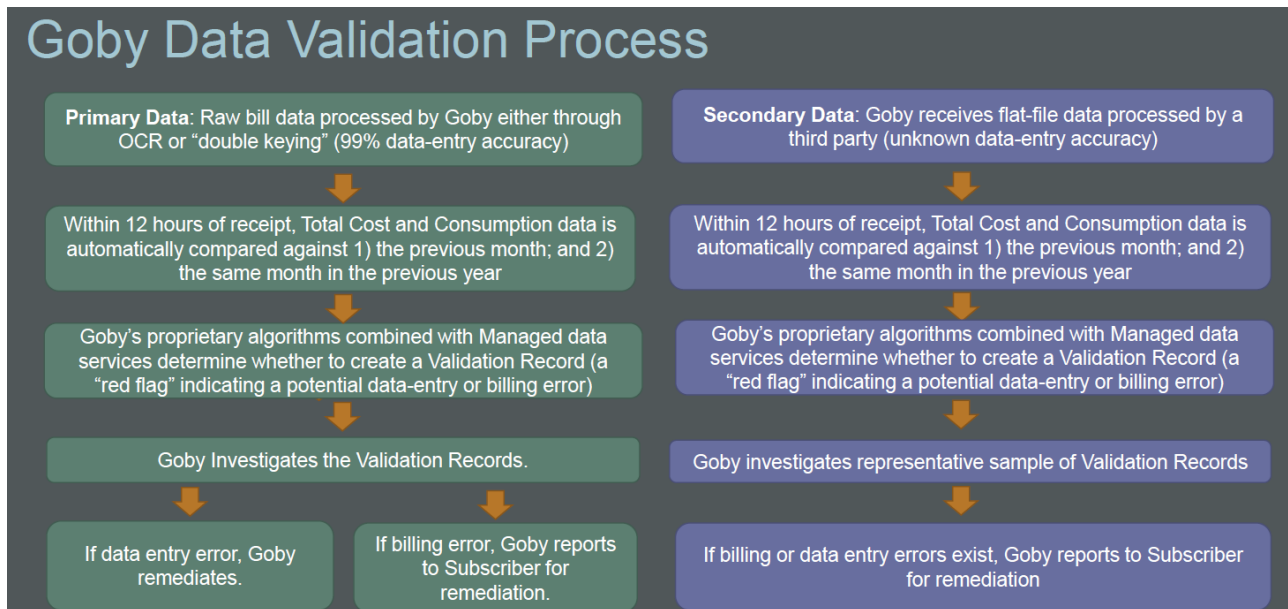 Goby Data Validation Process
Primary Data: Raw bill data processed by Goby either through
OCR or “double keying” (99% data-entry accuracy)
Within 12 hours of receipt, Total Cost and Consumption data is
automatically compared against 1) the previous month; and 2)
the same month in the previous year
Goby’s proprietary algorithms combined with Managed data
services determine whether to create a Validation Record (a
“red flag” indicating a potential data-entry or billing error)
Goby Investigates the Validation Records.
If data entry error, Goby
remediates.
If billing error, Goby reports
to Subscriber for
remediation.
Secondary Data: Goby receives flat-file data processed by a
third party (unknown data-entry accuracy)
Within 12 hours of receipt, Total Cost and Consumption data is
automatically compared against 1) the previous month; and 2)
the same month in the previous year
Goby’s proprietary algorithms combined with Managed data
services determine whether to create a Validation Record (a
“red flag” indicating a potential data-entry or billing error)
Goby investigates representative sample of Validation Records
If billing or data entry errors exist, Goby reports to Subscriber
for remediation